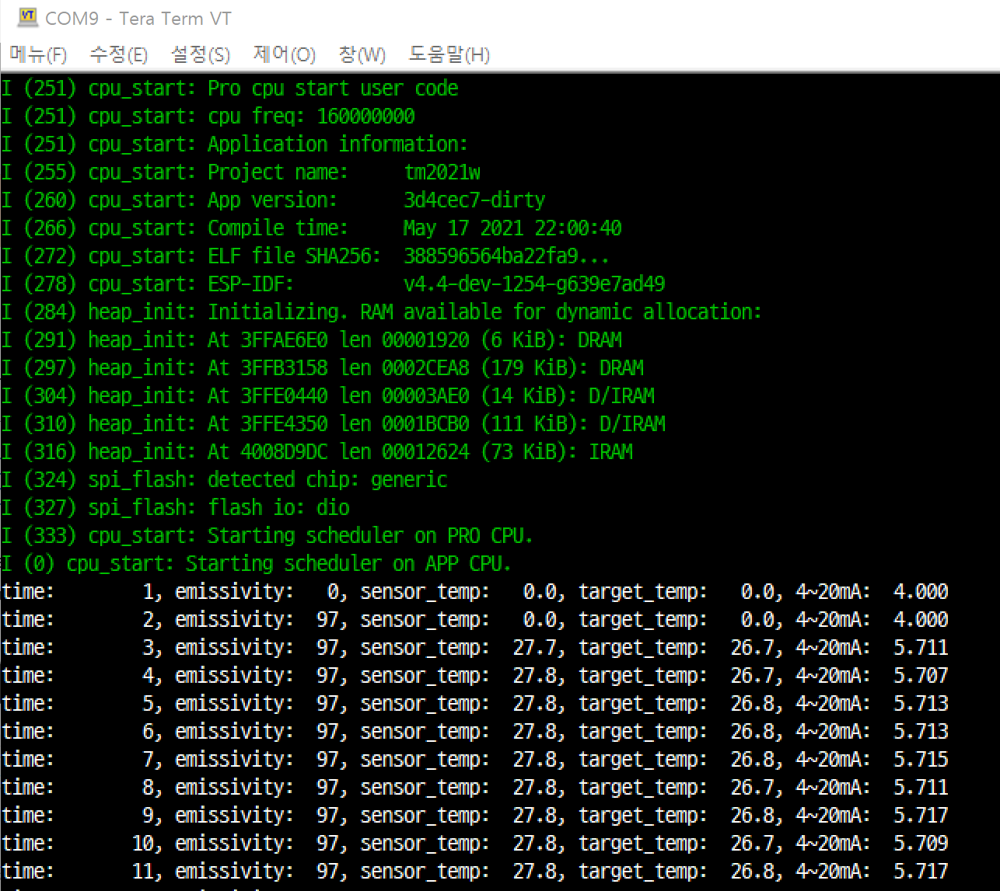 COM9 - Tera Term VT
메뉴(F) 수정(E) 설정(S) 제어(O) 창(W) 도움말(H)
I (251) cpu_start: Pro cpu start user code
I (251) cpu_start: cpu freq: 160000000
I (251) cpu_start: Application information:
I (255) cpu_start: Project name:     tm2021w
I (260) cpu_start: App version:      3d4cec7-dirty
I (266) cpu_start: Compile time:     May 17 2021 22:00:40
I (272) cpu_start: ELF file SHA256:  388596564ba22fa9...
I (278) cpu_start: ESP-IDF:          v4.4-dev-1254-g639e7ad49
I (284) heap_init: Initializing. RAM available for dynamic allocation:
I (291) heap_init: At 3FFAE6E0 len 00001920 (6 KiB): DRAM
I (297) heap_init: At 3FFB3158 len 0002CEA8 (179 KiB): DRAM
I (304) heap_init: At 3FFE0440 len 00003AE0 (14 KiB): D/IRAM
I (310) heap_init: At 3FFE4350 len 0001BCB0 (111 KiB): D/IRAM
I (316) heap_init: At 4008D9DC len 00012624 (73 KiB): IRAM
I (324) spi_flash: detected chip: generic
I (327) spi_flash: flash io: dio
I (333) cpu_start: Starting scheduler on PRO CPU.
I (0) cpu_start: Starting scheduler on APP CPU.
time:        1, emissivity:   0, sensor_temp:   0.0, target_temp:   0.0, 4~20mA:  4.000
time:        2, emissivity:  97, sensor_temp:   0.0, target_temp:   0.0, 4~20mA:  4.000
time:        3, emissivity:  97, sensor_temp:  27.7, target_temp:  26.7, 4~20mA:  5.711
time:        4, emissivity:  97, sensor_temp:  27.8, target_temp:  26.7, 4~20mA:  5.707
time:        5, emissivity:  97, sensor_temp:  27.8, target_temp:  26.8, 4~20mA:  5.713
time:        6, emissivity:  97, sensor_temp:  27.8, target_temp:  26.8, 4~20mA:  5.713
time:        7, emissivity:  97, sensor_temp:  27.8, target_temp:  26.8, 4~20mA:  5.715
time:        8, emissivity:  97, sensor_temp:  27.8, target_temp:  26.7, 4~20mA:  5.711
time:        9, emissivity:  97, sensor_temp:  27.8, target_temp:  26.8, 4~20mA:  5.717
time:       10, emissivity:  97, sensor_temp:  27.8, target_temp:  26.7, 4~20mA:  5.709
time:       11, emissivity:  97, sensor_temp:  27.8, target_temp:  26.8, 4~20mA:  5.717